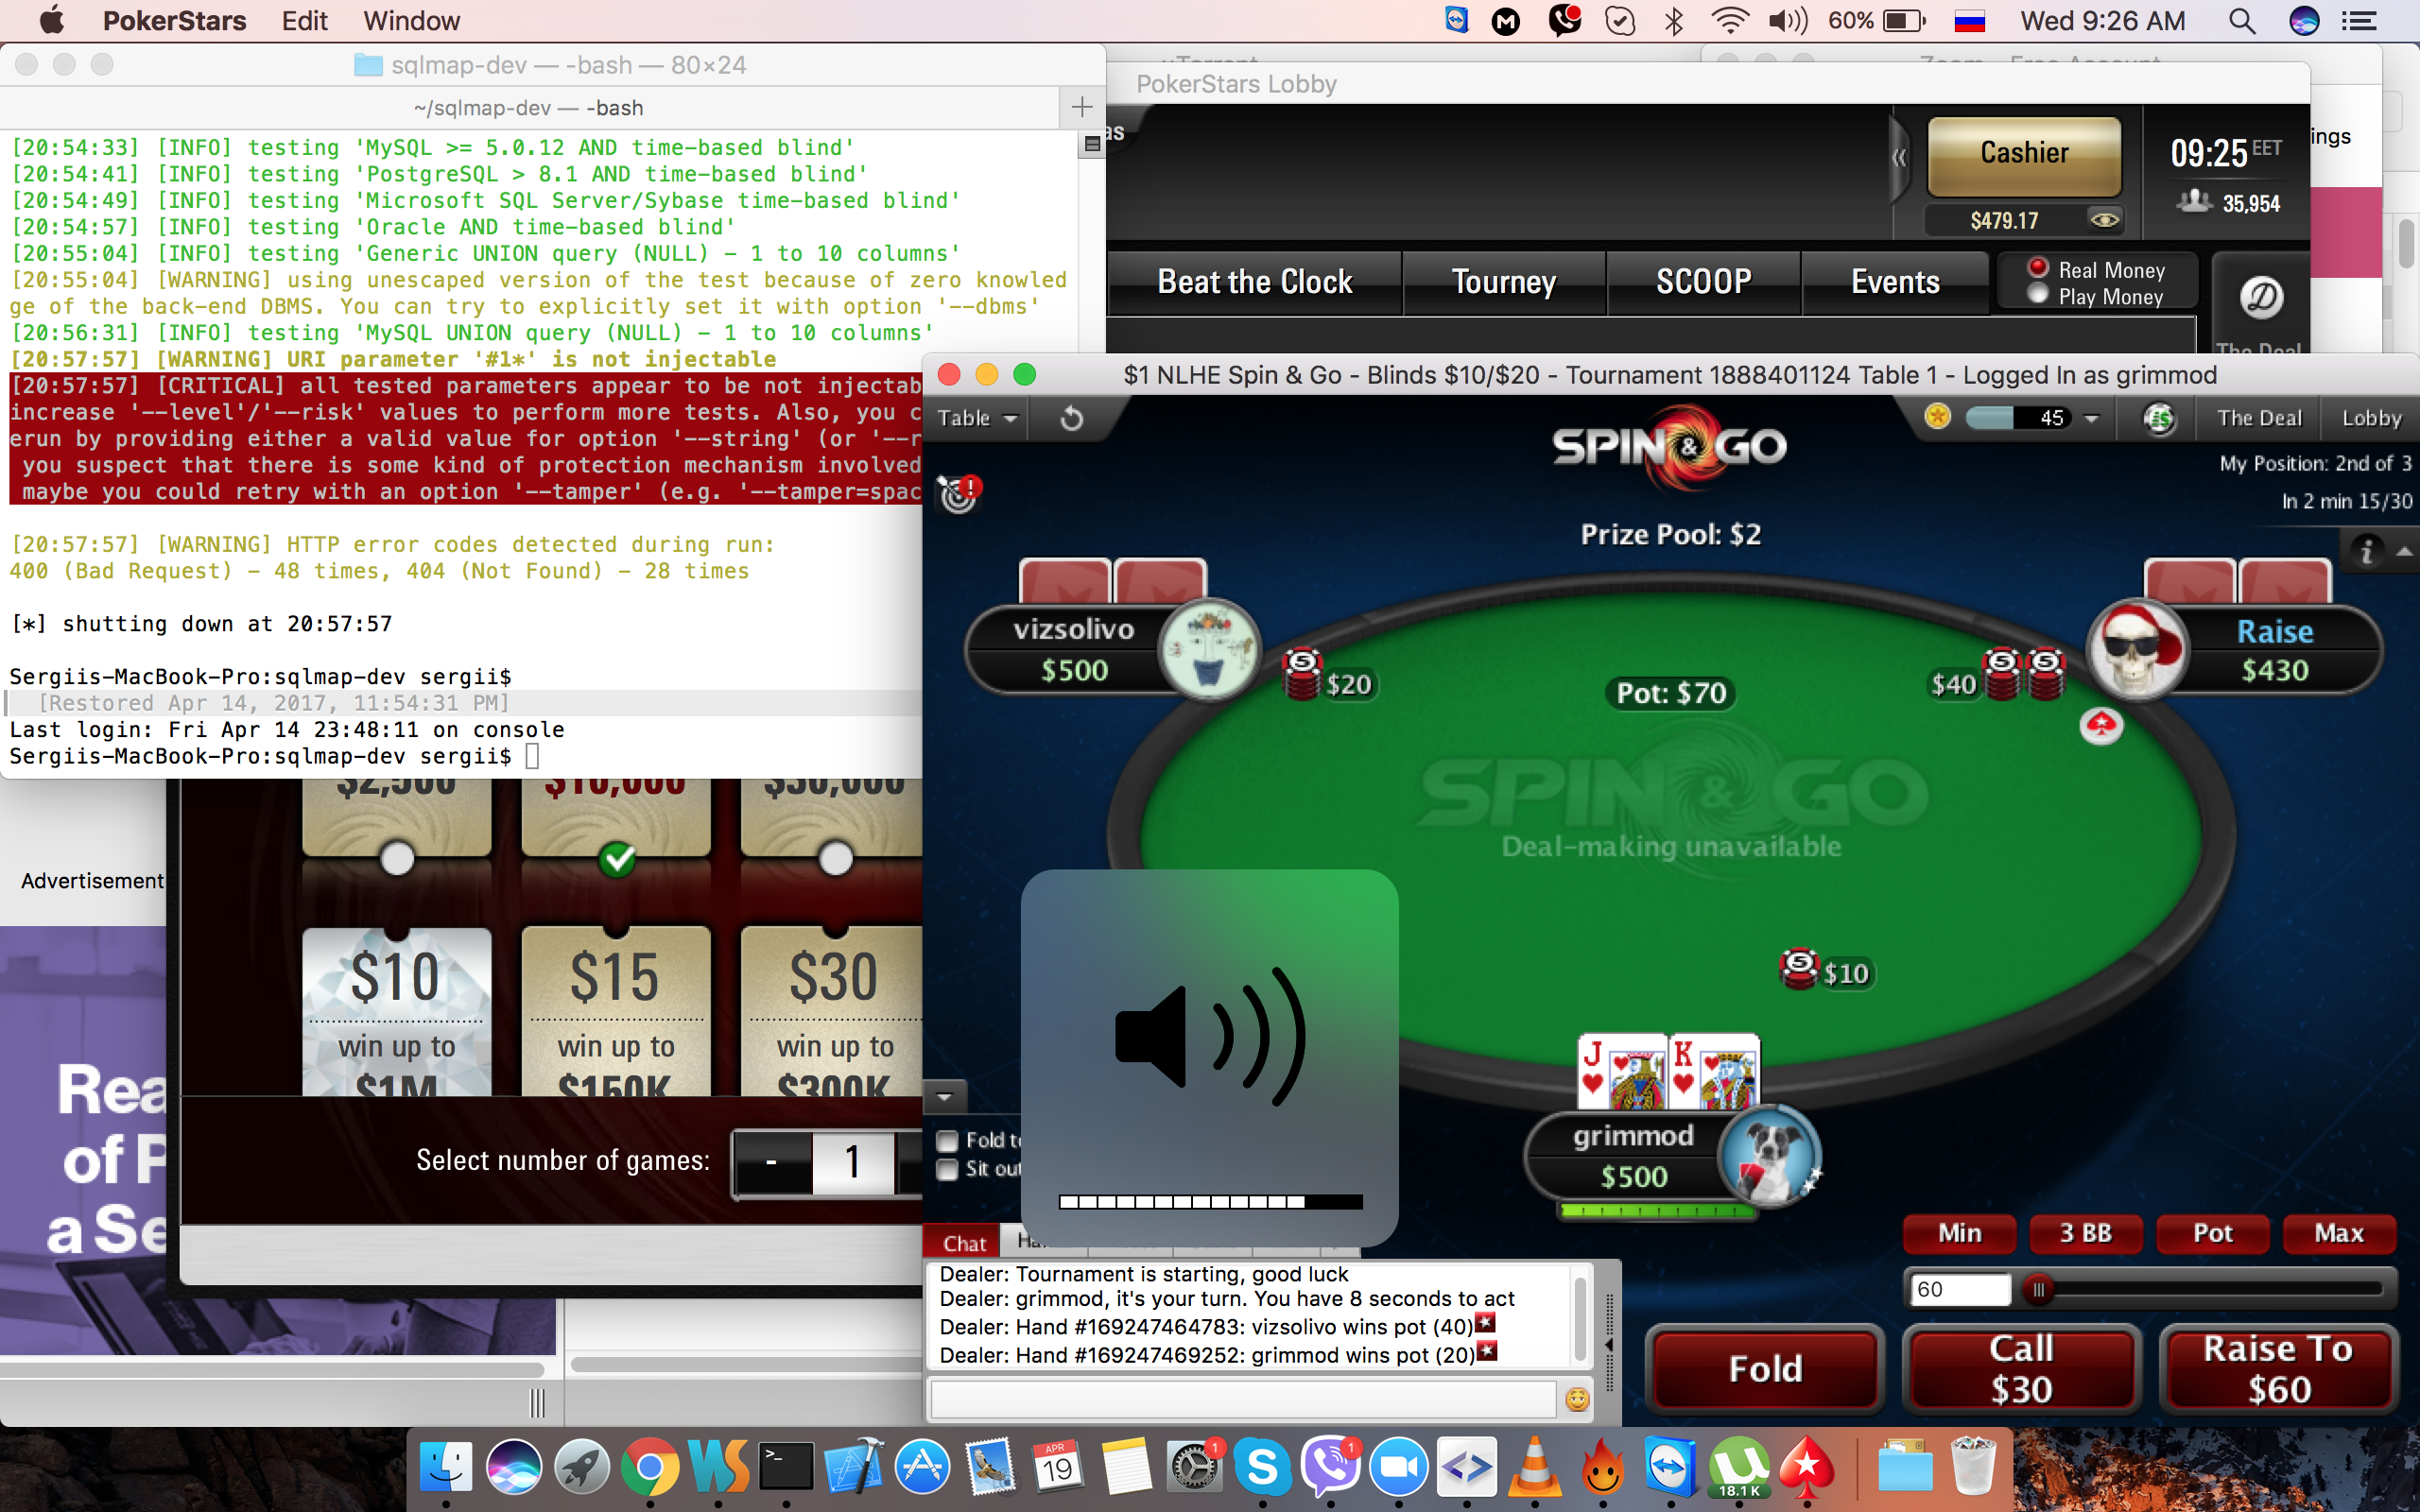 PokerStars Edit Window
60% Wed 9:26 AM
sqlmap-dev — -bash — 80×24
~/sqlmap-dev — -bash
[20:54:33] [INFO] testing 'MySQL >= 5.0.12 AND time-based blind'
[20:54:41] [INFO] testing 'PostgreSQL > 8.1 AND time-based blind'
[20:54:49] [INFO] testing 'Microsoft SQL Server/Sybase time-based blind'
[20:54:57] [INFO] testing 'Oracle AND time-based blind'
[20:55:04] [INFO] testing 'Generic UNION query (NULL) - 1 to 10 columns'
[20:55:04] [WARNING] using unescaped version of the test because of zero knowled
ge of the back-end DBMS. You can try to explicitly set it with option '--dbms'
[20:56:31] [INFO] testing 'MySQL UNION query (NULL) - 1 to 10 columns'
[20:57:57] [WARNING] URI parameter '#1*' is not injectable
[20:57:57] [CRITICAL] all tested parameters appear to be not injectab
increase '--level'/'--risk' values to perform more tests. Also, you c
erun by providing either a valid value for option '--string' (or '--r
you suspect that there is some kind of protection mechanism involved
maybe you could retry with an option '--tamper' (e.g. '--tamper=spac
[20:57:57] [WARNING] HTTP error codes detected during run:
400 (Bad Request) - 48 times, 404 (Not Found) - 28 times
[*] shutting down at 20:57:57
Sergiis-MacBook-Pro:sqlmap-dev sergii$
[Restored Apr 14, 2017, 11:54:31 PM]
Last login: Fri Apr 14 23:48:11 on console
Sergiis-MacBook-Pro:sqlmap-dev sergii$
PokerStars Lobby
as
Cashier
$479.17
09:25 EET
35,954
ings
Beat the Clock
Tourney
SCOOP
Events
Real Money
Play Money
The Deal
$1 NLHE Spin & Go - Blinds $10/$20 - Tournament 1888401124 Table 1 - Logged In as grimmod
Table
45
The Deal
Lobby
SPIN & GO
My Position: 2nd of 3
In 2 min 15/30
Prize Pool: $2
vizsolivo
$500
$20
Pot: $70
$40
Raise
$430
SPIN & GO
Deal-making unavailable
$10
J K
grimmod
$500
Fold to
Sit out
Min
3 BB
Pot
Max
60
Fold
Call
$30
Raise To
$60
Chat
Dealer: Tournament is starting, good luck
Dealer: grimmod, it's your turn. You have 8 seconds to act
Dealer: Hand #169247464783: vizsolivo wins pot (40)
Dealer: Hand #169247469252: grimmod wins pot (20)
$2,500
$10,000
$30,000
$10
win up to
$1M
$15
win up to
$150K
$30
win up to
$300K
Select number of games:
- 1
Advertisement
Rea
of P
a Se
APR
19
1
1
18.1 K